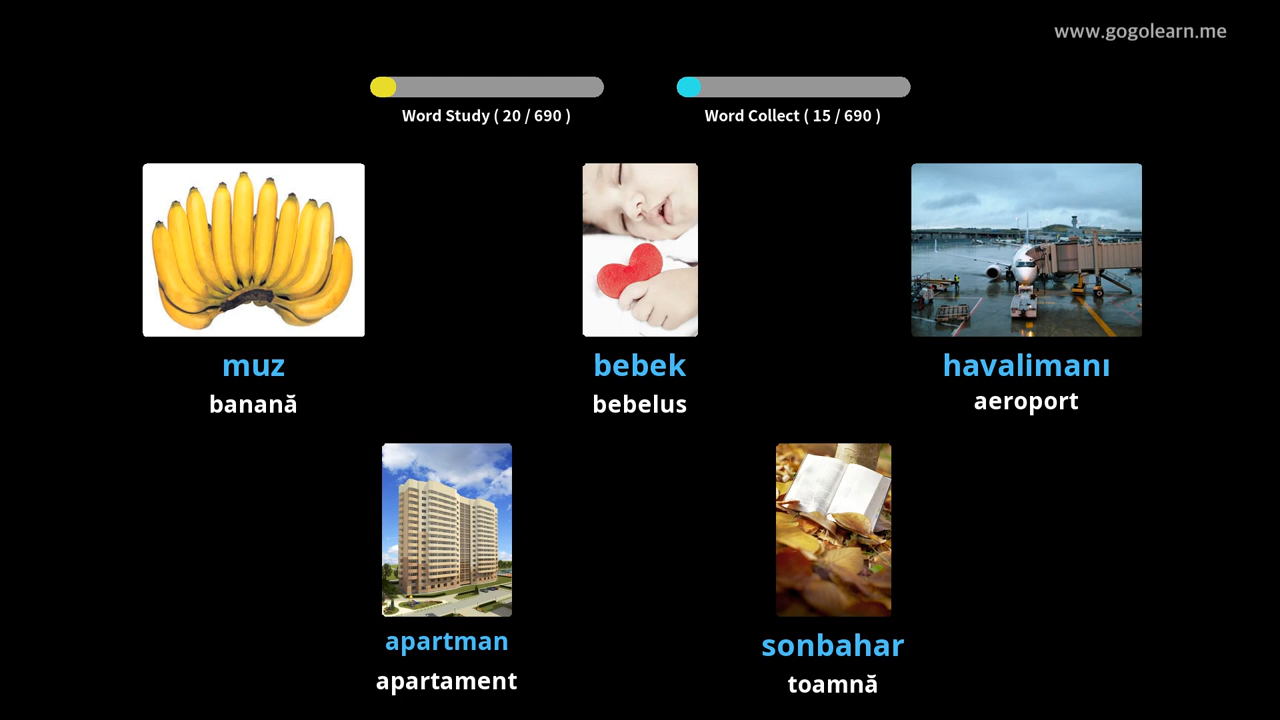 www.gogolearn.me
Word Study ( 20 / 690 )
Word Collect ( 15 / 690 )
muz
banană
bebek
bebelus
havalimanı
aeroport
apartman
apartament
sonbahar
toamnă